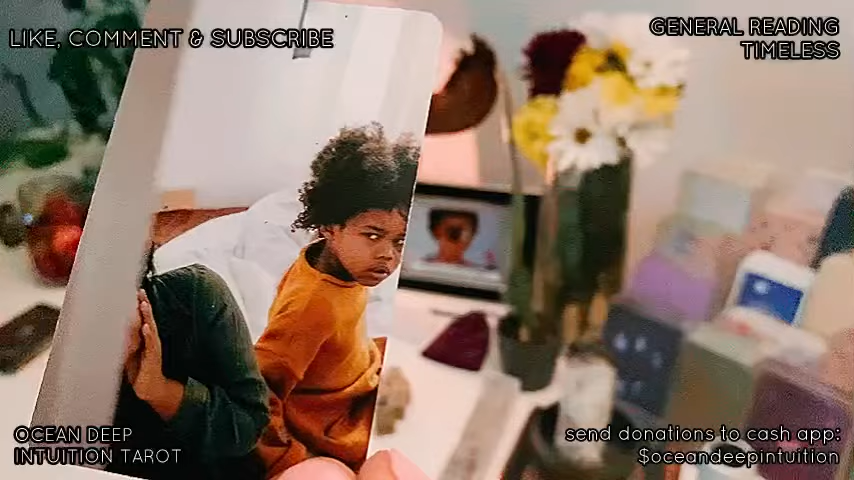 LIKE, COMMENT & SUBSCRIBE
GENERAL READING
TIMELESS
OCEAN DEEP
INTUITION TAROT
send donations to cash app:
$oceandeepintuition